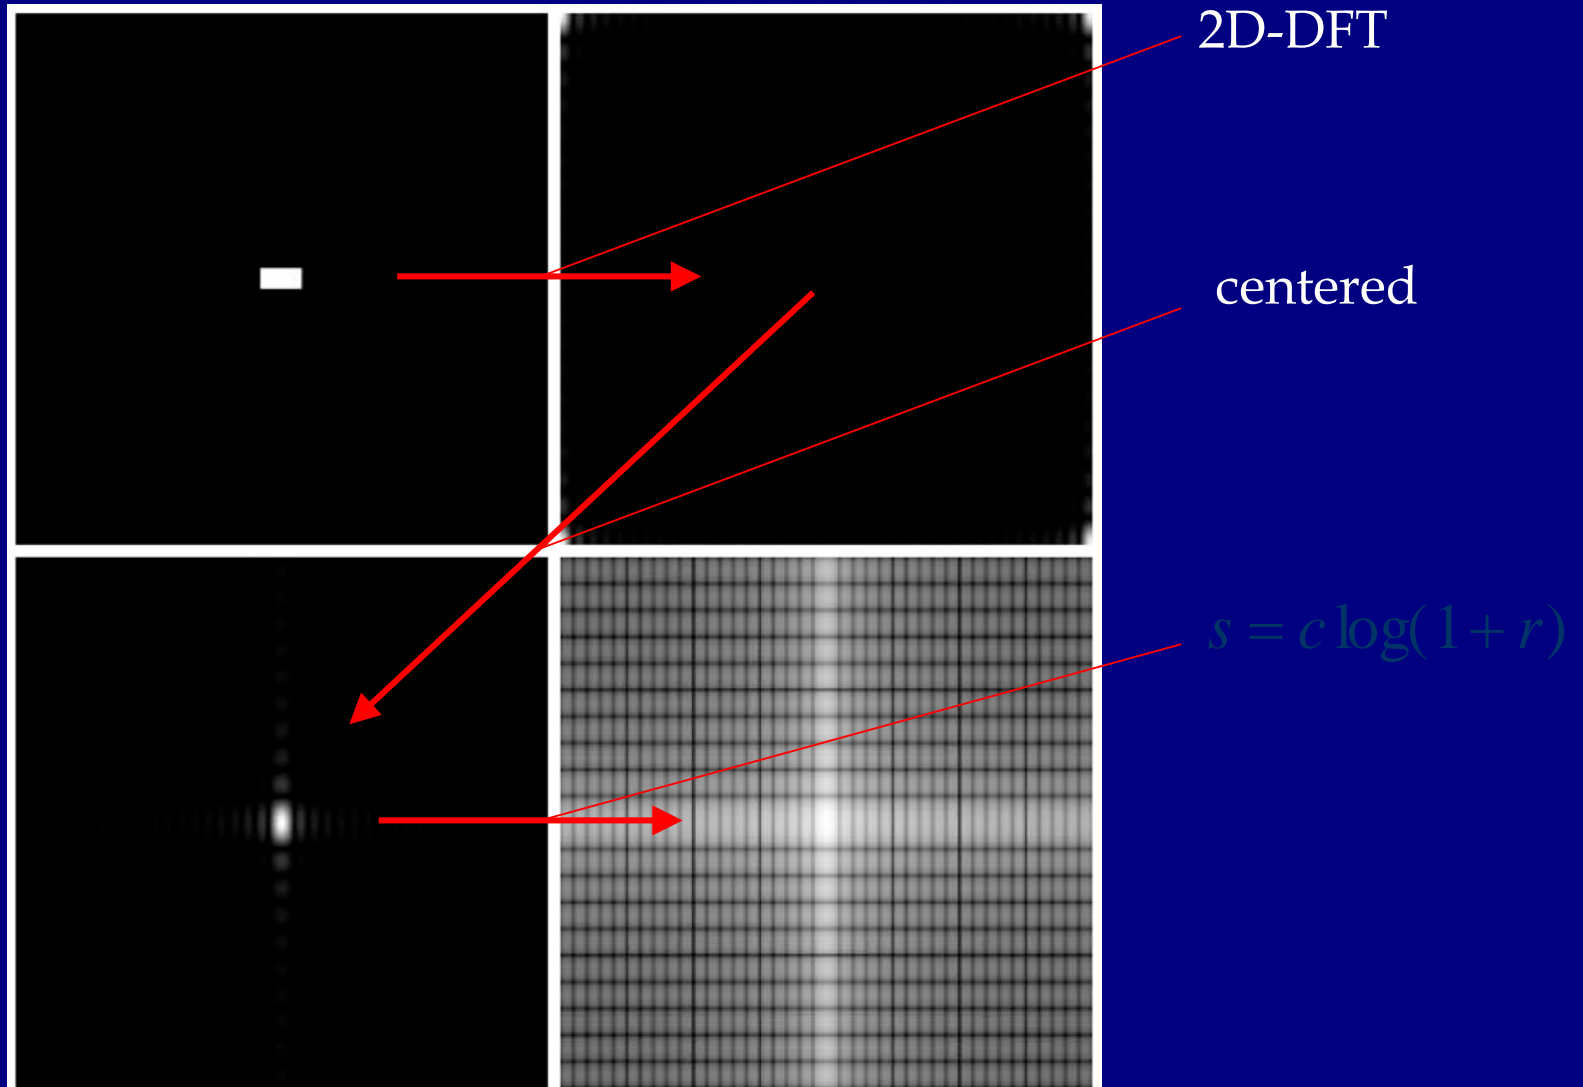 2D-DFT
centered
s = c log(1 + r)